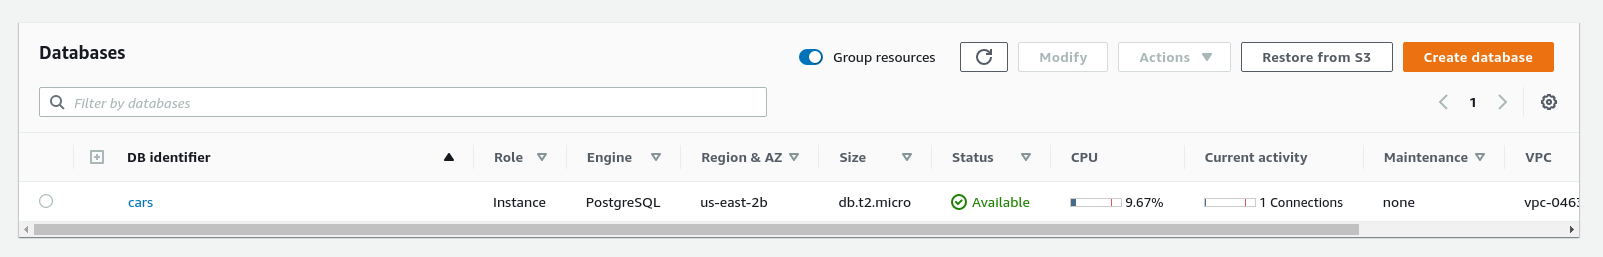 Databases
Group resources
Modify
Actions
Restore from S3
Create database
Filter by databases
1
DB identifier Role Engine Region & AZ Size Status CPU Current activity Maintenance VPC
cars Instance PostgreSQL us-east-2b db.t2.micro Available 9.67% 1 Connections none vpc-046